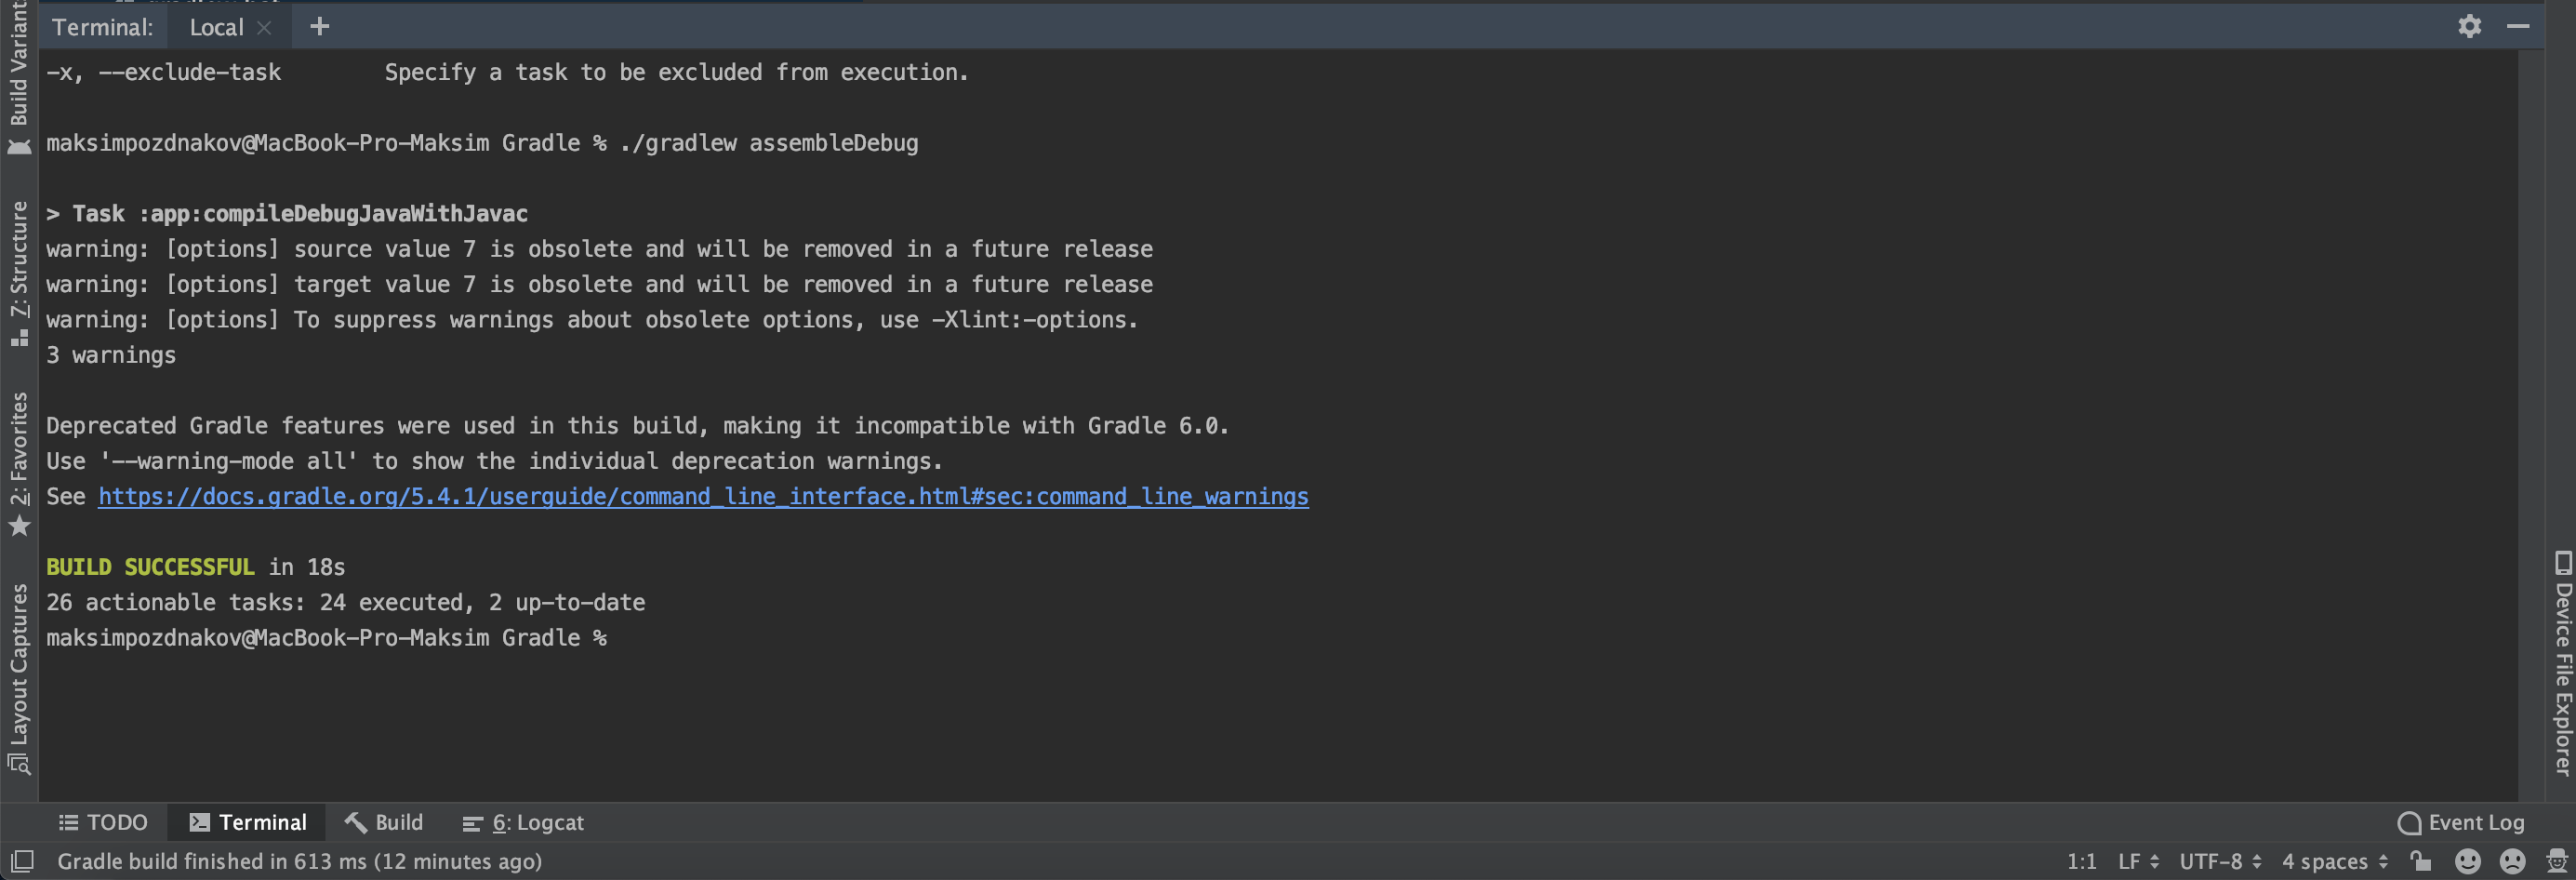 Terminal: Local +
-x, --exclude-task Specify a task to be excluded from execution.
maksimpozdnakov@MacBook-Pro-Maksim Gradle % ./gradlew assembleDebug
> Task :app:compileDebugJavaWithJavac
warning: [options] source value 7 is obsolete and will be removed in a future release
warning: [options] target value 7 is obsolete and will be removed in a future release
warning: [options] To suppress warnings about obsolete options, use -Xlint:-options.
3 warnings
Deprecated Gradle features were used in this build, making it incompatible with Gradle 6.0.
Use '--warning-mode all' to show the individual deprecation warnings.
See https://docs.gradle.org/5.4.1/userguide/command_line_interface.html#sec:command_line_warnings
BUILD SUCCESSFUL in 18s
26 actionable tasks: 24 executed, 2 up-to-date
maksimpozdnakov@MacBook-Pro-Maksim Gradle %
Build Variant
Z: Structure
2: Favorites
Layout Captures
Device File Explorer
TODO Terminal Build 6: Logcat Event Log
Gradle build finished in 613 ms (12 minutes ago) 1:1 LF UTF-8 4 spaces